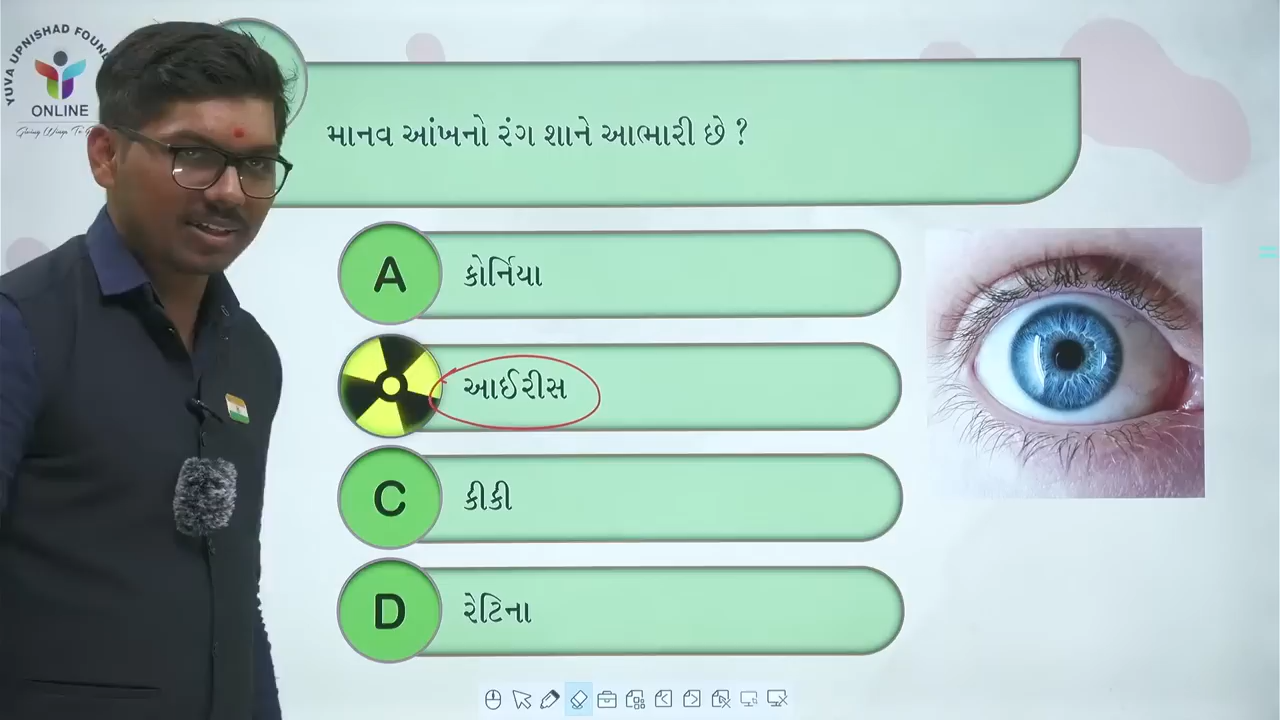 YUVA UPNISHAD FOUN
ONLINE
માનવ આંખનો રંગ શાને આભારી છે ?
A કોર્નિયા
આઈરીસ
C કીકી
D રેટિના